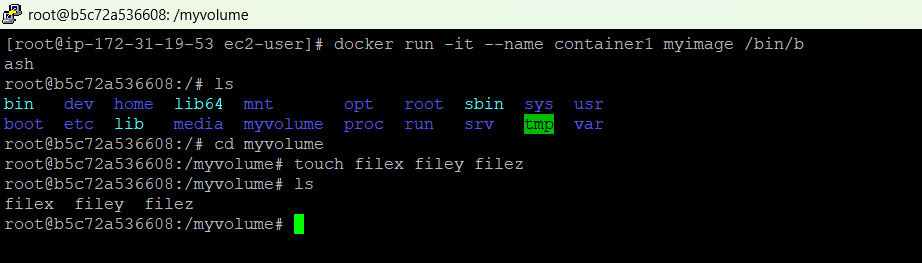 root@b5c72a536608: /myvolume
[root@ip-172-31-19-53 ec2-user]# docker run -it --name container1 myimage /bin/b
ash
root@b5c72a536608:/# ls
bin   dev  home  lib64  mnt       opt   root  sbin  sys  usr
boot  etc  lib   media  myvolume  proc  run   srv   tmp  var
root@b5c72a536608:/# cd myvolume
root@b5c72a536608:/myvolume# touch filex filey filez
root@b5c72a536608:/myvolume# ls
filex  filey  filez
root@b5c72a536608:/myvolume#